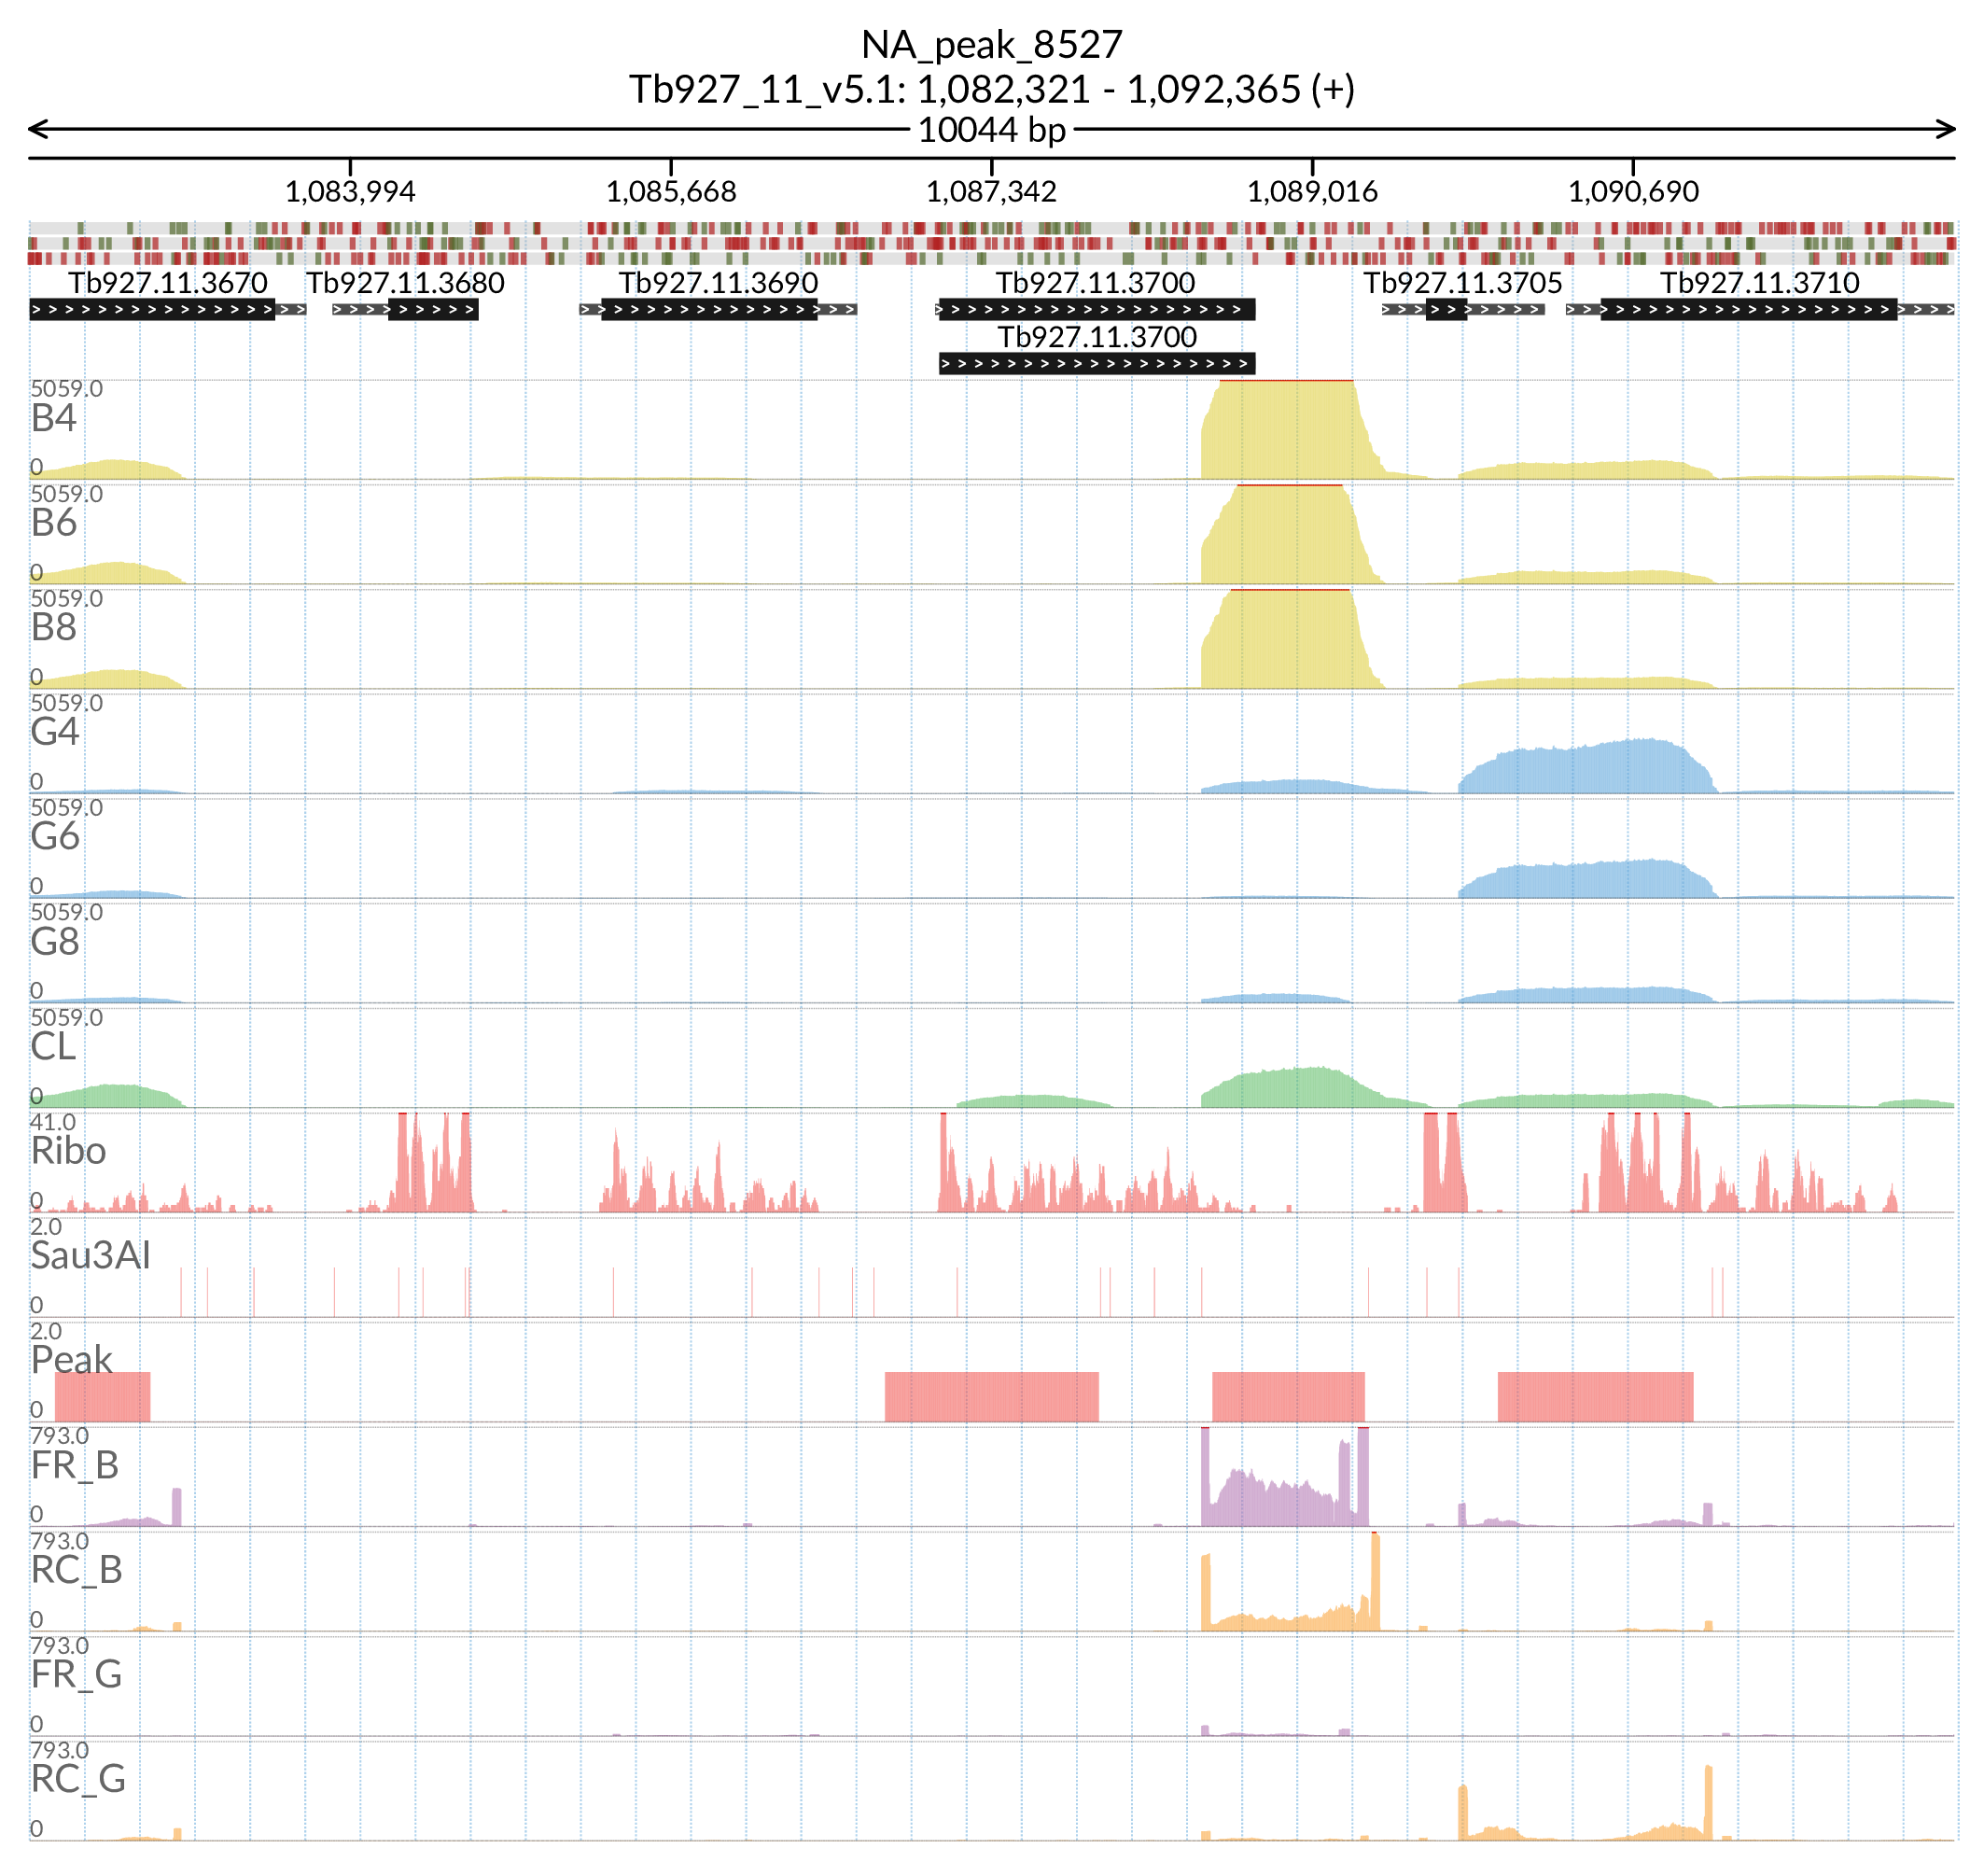 NA_peak_8527
Tb927_11_v5.1: 1,082,321 - 1,092,365 (+)
10044 bp
1,083,994 1,085,668 1,087,342 1,089,016 1,090,690
Tb927.11.3670 Tb927.11.3680 Tb927.11.3690 Tb927.11.3700 Tb927.11.3705 Tb927.11.3710
Tb927.11.3700
5059.0
B4
0
5059.0
B6
0
5059.0
B8
0
5059.0
G4
0
5059.0
G6
0
5059.0
G8
0
5059.0
CL
0
41.0
Ribo
0
2.0
Sau3AI
0
2.0
Peak
0
793.0
FR_B
0
793.0
RC_B
0
793.0
FR_G
0
793.0
RC_G
0